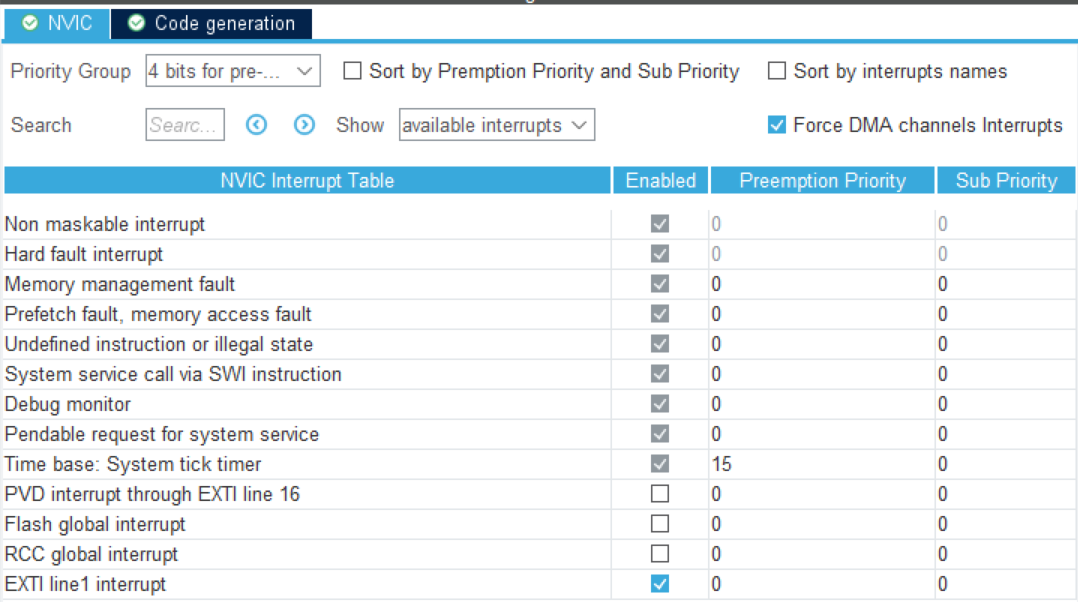 NVIC Code generation
Priority Group 4 bits for pre-... Sort by Premption Priority and Sub Priority Sort by interrupts names
Search Searc... Show available interrupts Force DMA channels Interrupts
NVIC Interrupt Table Enabled Preemption Priority Sub Priority
Non maskable interrupt 0 0
Hard fault interrupt 0 0
Memory management fault 0 0
Prefetch fault, memory access fault 0 0
Undefined instruction or illegal state 0 0
System service call via SWI instruction 0 0
Debug monitor 0 0
Pendable request for system service 0 0
Time base: System tick timer 15 0
PVD interrupt through EXTI line 16 0 0
Flash global interrupt 0 0
RCC global interrupt 0 0
EXTI line1 interrupt 0 0